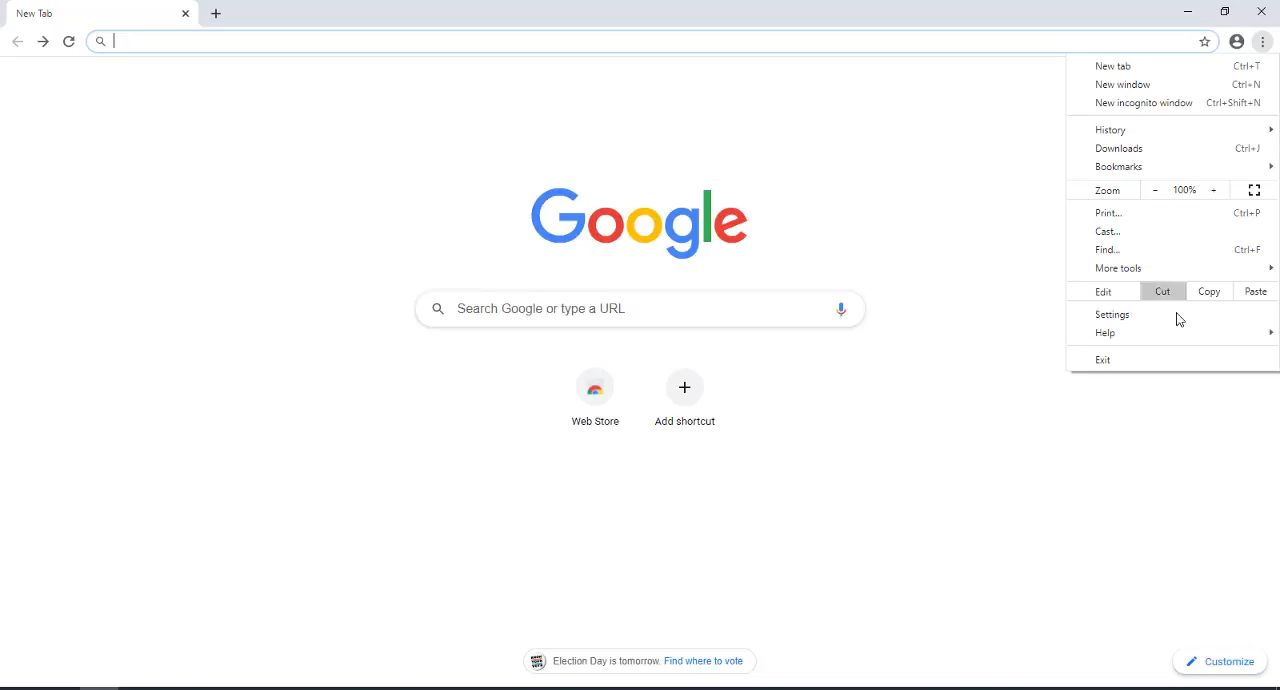 New Tab
New tab Ctrl+T
New window Ctrl+N
New incognito window Ctrl+Shift+N
History
Downloads Ctrl+J
Bookmarks
Zoom - 100% +
Print... Ctrl+P
Cast...
Find... Ctrl+F
More tools
Edit Cut Copy Paste
Settings
Help
Exit
Google
Search Google or type a URL
Web Store Add shortcut
Election Day is tomorrow. Find where to vote
Customize